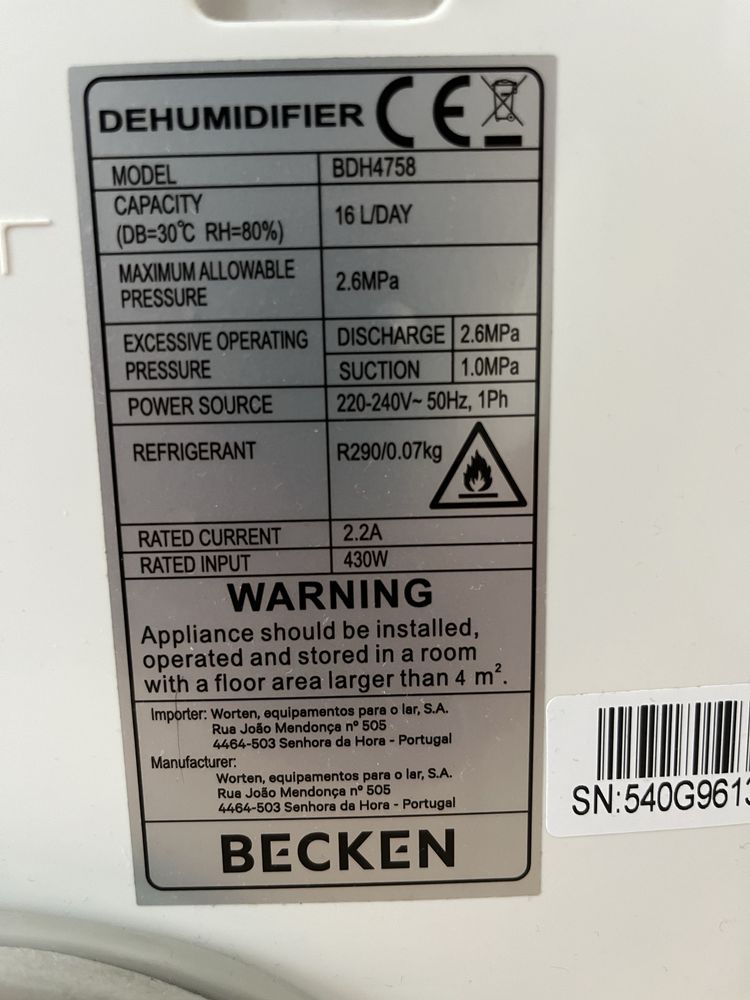 DEHUMIDIFIER CE
MODEL BDH4758
CAPACITY
(DB=30℃ RH=80%) 16 L/DAY
MAXIMUM ALLOWABLE
PRESSURE 2.6MPa
EXCESSIVE OPERATING
PRESSURE
DISCHARGE 2.6MPa
SUCTION 1.0MPa
POWER SOURCE 220-240V~ 50Hz, 1Ph
REFRIGERANT R290/0.07kg
RATED CURRENT 2.2A
RATED INPUT 430W
WARNING
Appliance should be installed,
operated and stored in a room
with a floor area larger than 4 m².
Importer: Worten, equipamentos para o lar, S.A.
Rua João Mendonça nº 505
4464-503 Senhora da Hora - Portugal
Manufacturer:
Worten, equipamentos para o lar, S.A.
Rua João Mendonça nº 505
4464-503 Senhora da Hora - Portugal
BECKEN
SN:540G961